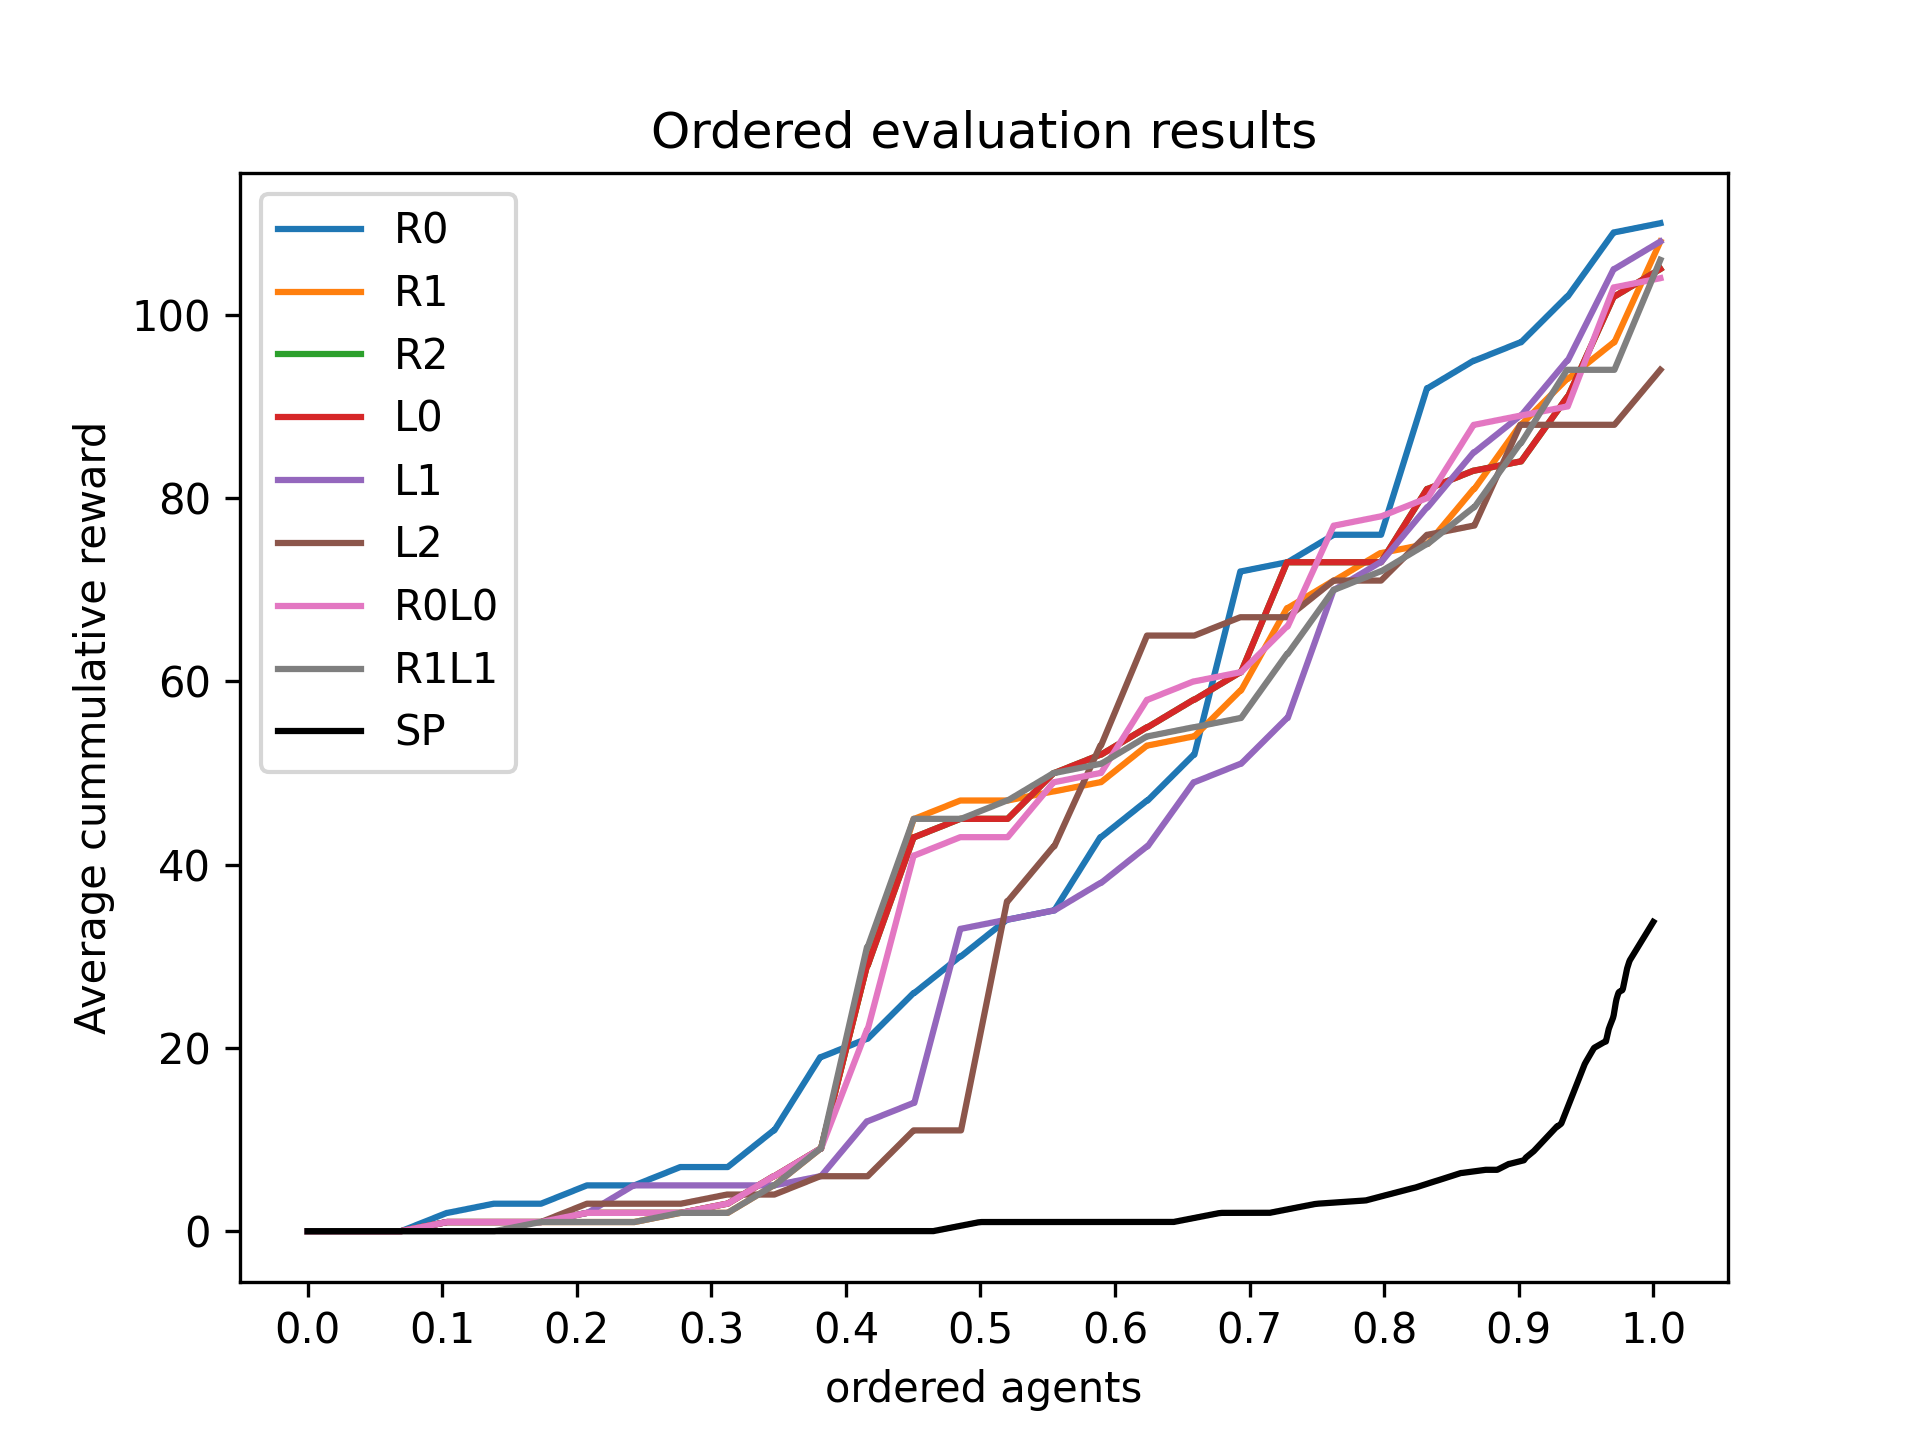 Ordered evaluation results
R0
R1
R2
L0
L1
L2
R0L0
R1L1
SP
Average cummulative reward
100
80
60
40
20
0
0.0 0.1 0.2 0.3 0.4 0.5 0.6 0.7 0.8 0.9 1.0
ordered agents